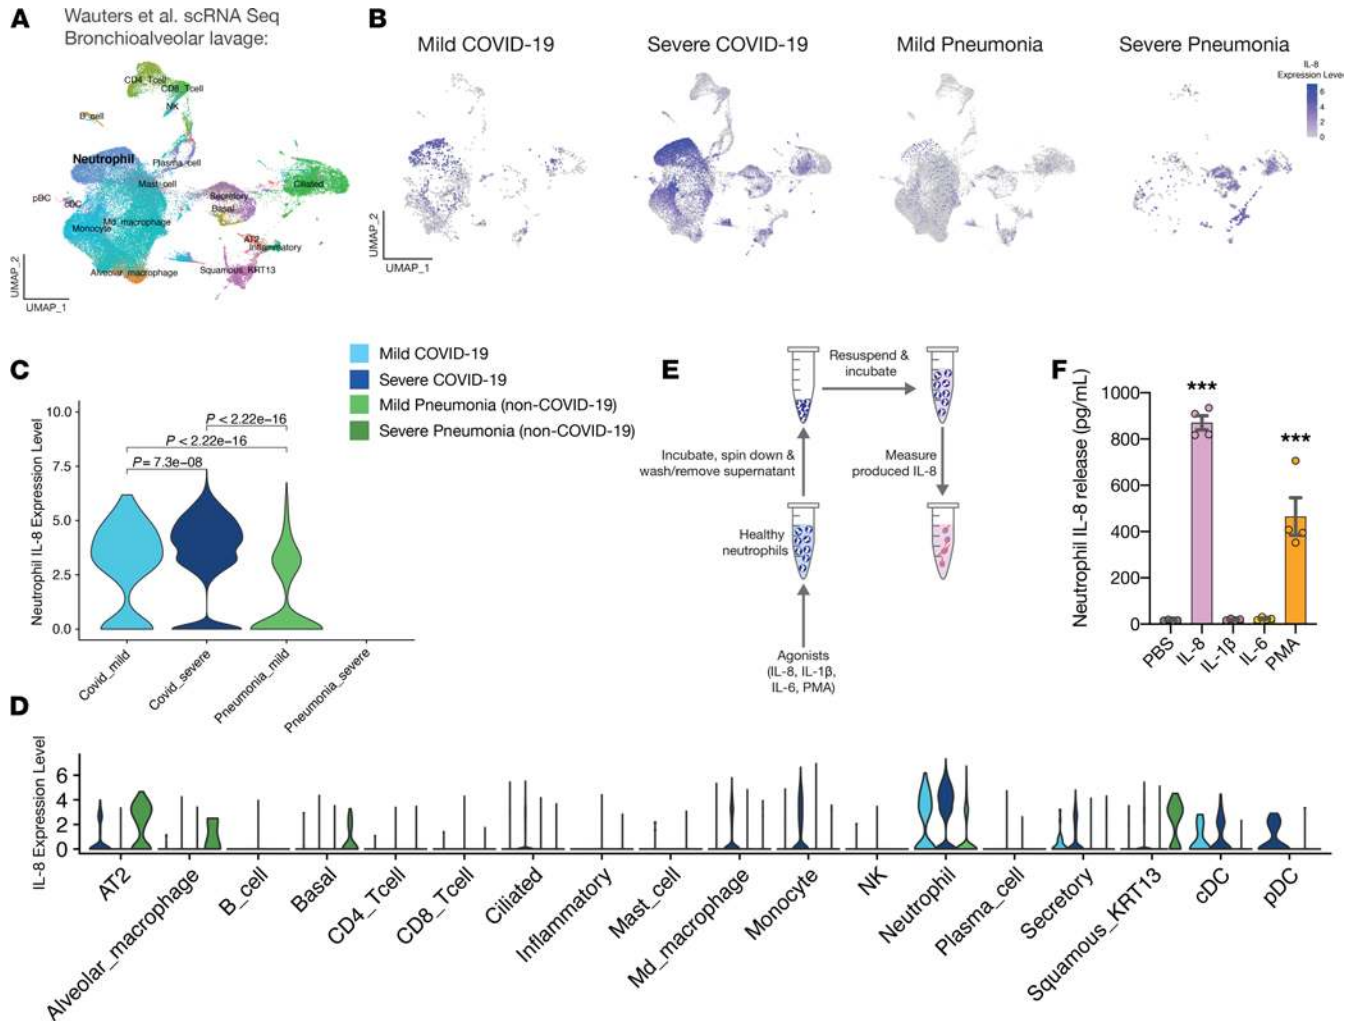 A
Wauters et al. scRNA Seq
Bronchioalveolar lavage:
CD4_Tcell
CD8_Tcell
NK
B_cell
Neutrophil
Plasma_cell
Mast_cell
Ciliated
pBC
cDC
Secretory
Basal
Md_macrophage
Monocyte
AT2
Inflammatory
Alveolar_macrophage
Squamous_KRT13
UMAP_2
UMAP_1
B
Mild COVID-19
Severe COVID-19
Mild Pneumonia
Severe Pneumonia
IL-8
Expression Leve
6
4
2
0
UMAP_2
UMAP_1
C
Mild COVID-19
Severe COVID-19
Mild Pneumonia (non-COVID-19)
Severe Pneumonia (non-COVID-19)
Neutrophil IL-8 Expression Level
10.0
7.5
5.0
2.5
0.0
P < 2.22e−16
P < 2.22e−16
P = 7.3e−08
Covid_mild
Covid_severe
Pneumonia_mild
Pneumonia_severe
E
Resuspend &
incubate
Incubate, spin down &
wash/remove supernatant
Measure
produced IL-8
Healthy
neutrophils
Agonists
(IL-8, IL-1β,
IL-6, PMA)
F
Neutrophil IL-8 release (pg/mL)
1000
800
600
400
200
0
***
***
PBS
IL-8
IL-1β
IL-6
PMA
D
IL-8 Expression Level
6
4
2
0
AT2
Alveolar_macrophage
B_cell
Basal
CD4_Tcell
CD8_Tcell
Ciliated
Inflammatory
Mast_cell
Md_macrophage
Monocyte
NK
Neutrophil
Plasma_cell
Secretory
Squamous_KRT13
cDC
pDC